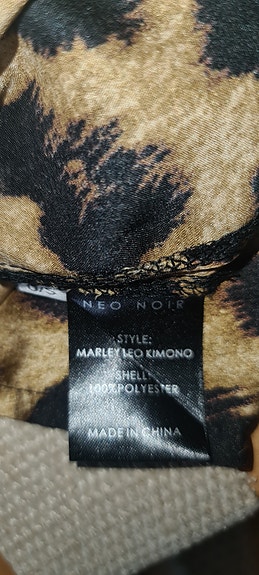 NEO NOIR
STYLE:
MARLEY LEO KIMONO
SHELL:
100% POLYESTER
MADE IN CHINA